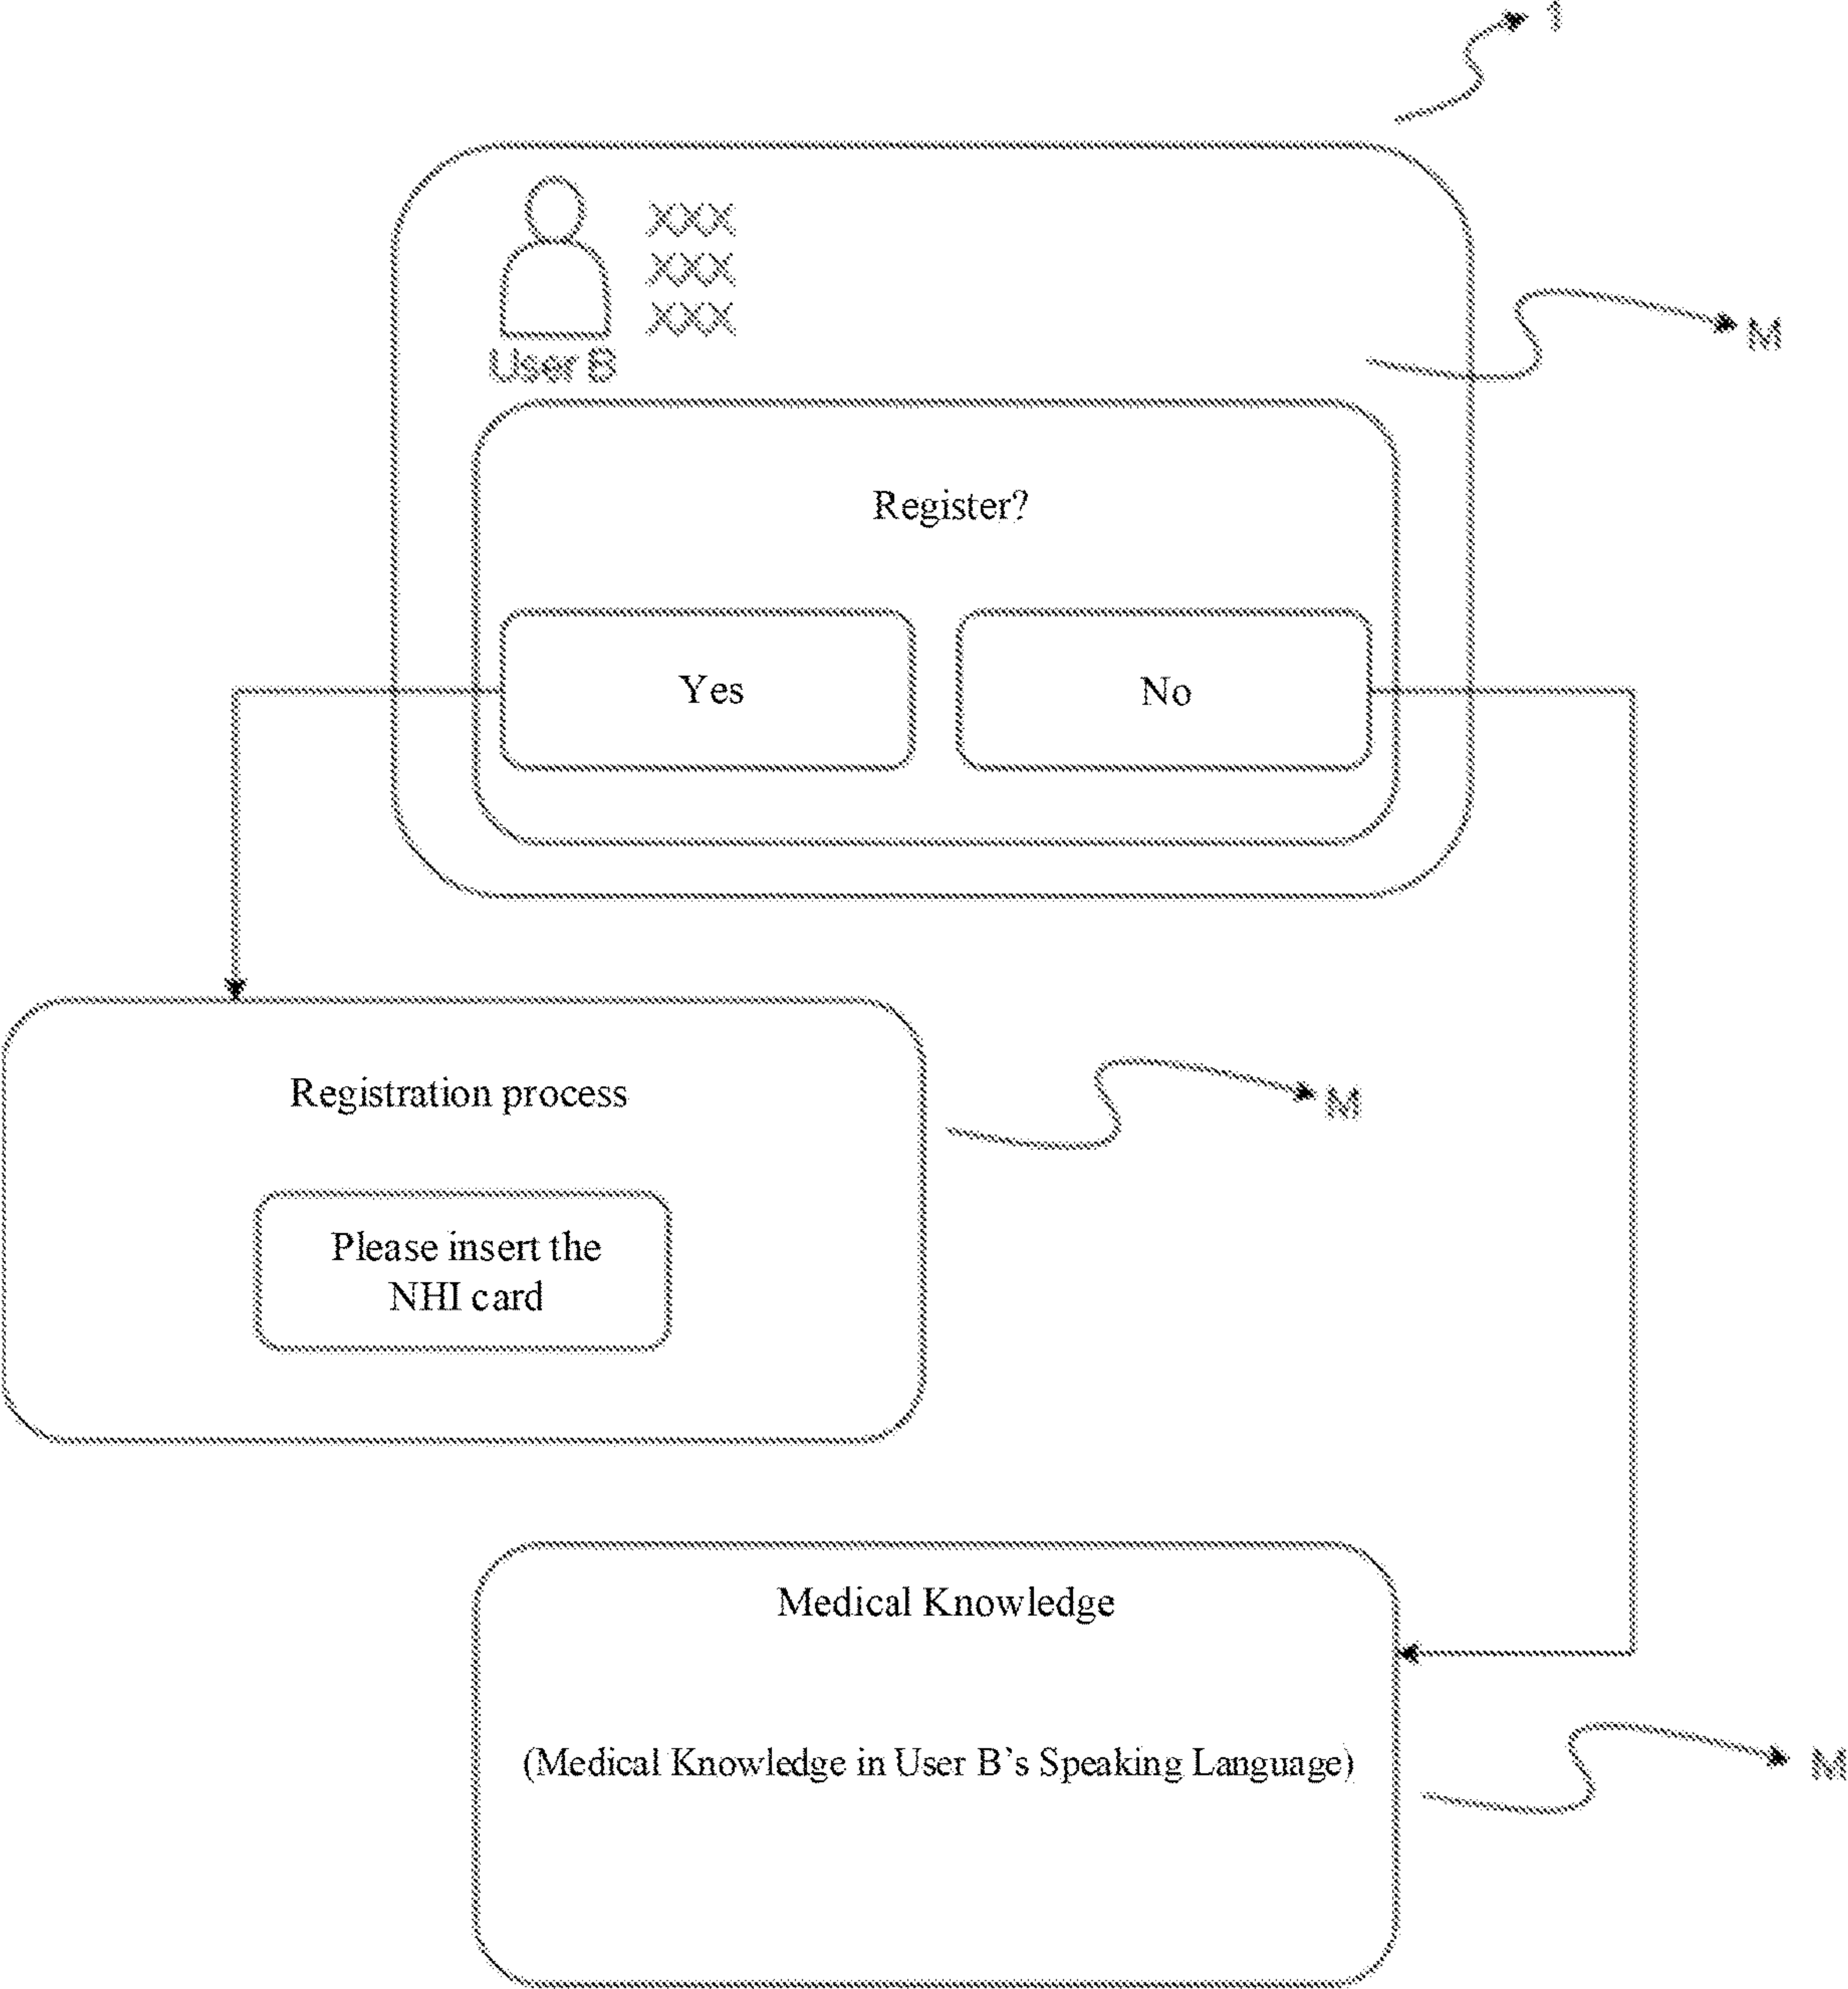 1
XXX
XXX
XXX
User B
M
Register?
Yes
No
Registration process
M
Please insert the
NHI card
Medical Knowledge
(Medical Knowledge in User B’s Speaking Language)
M